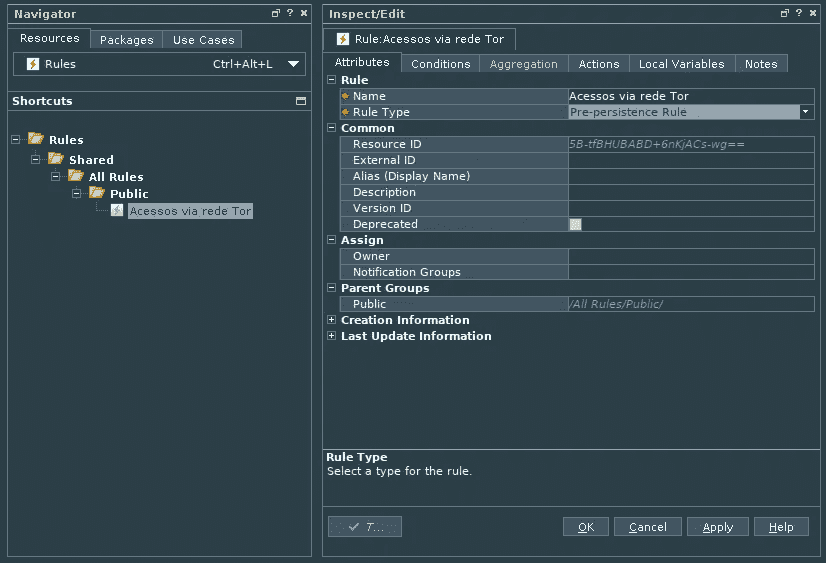 Navigator
Resources Packages Use Cases
Rules Ctrl+Alt+L
Shortcuts
Rules
Shared
All Rules
Public
Acessos via rede Tor
Inspect/Edit
Rule:Acessos via rede Tor
Attributes Conditions Aggregation Actions Local Variables Notes
Rule
Name Acessos via rede Tor
Rule Type Pre-persistence Rule
Common
Resource ID 5B-tfBHUBABD+6nKjACs-wg==
External ID
Alias (Display Name)
Description
Version ID
Deprecated
Assign
Owner
Notification Groups
Parent Groups
Public /All Rules/Public/
Creation Information
Last Update Information
Rule Type
Select a type for the rule.
T... OK Cancel Apply Help